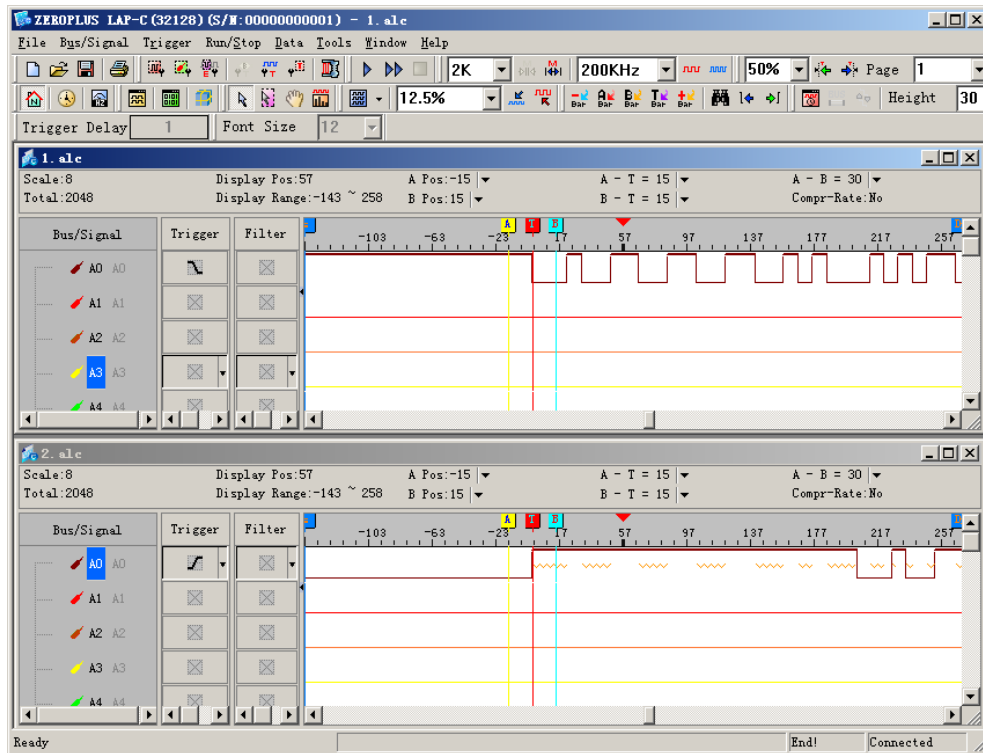 ZEROPLUS LAP-C(32128)(S/N:00000000001) - 1.alc
File Bus/Signal Trigger Run/Stop Data Tools Window Help
2K 200KHz 50% Page 1
12.5% Bar Bar Bar Bar Bar Height 30
Trigger Delay 1 Font Size 12
1.alc
Scale:8 Display Pos:57 A Pos:-15 A - T = 15 A - B = 30
Total:2048 Display Range:-143 ~ 258 B Pos:15 B - T = 15 Compr-Rate:No
Bus/Signal Trigger Filter A T B
-103 -63 -23 17 57 97 137 177 217 257
A0 A0
A1 A1
A2 A2
A3 A3
A4 A4
2.alc
Scale:8 Display Pos:57 A Pos:-15 A - T = 15 A - B = 30
Total:2048 Display Range:-143 ~ 258 B Pos:15 B - T = 15 Compr-Rate:No
Bus/Signal Trigger Filter A T B
-103 -63 -23 17 57 97 137 177 217 257
A0 A0
A1 A1
A2 A2
A3 A3
A4 A4
Ready End! Connected